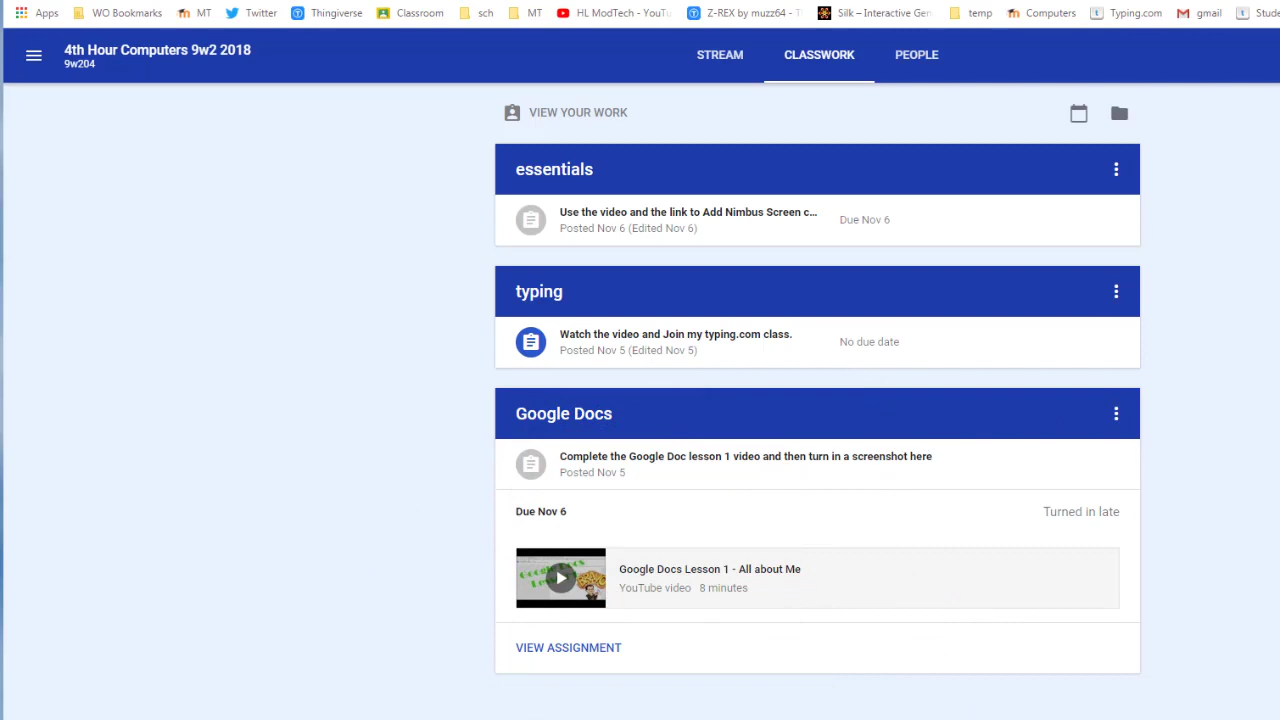 Apps WO Bookmarks MT Twitter Thingiverse Classroom sch MT HL ModTech - YouTu Z-REX by muzz64 - T Silk – Interactive Gen temp Computers Typing.com gmail Stude
4th Hour Computers 9w2 2018
9w204
STREAM CLASSWORK PEOPLE
VIEW YOUR WORK
essentials
Use the video and the link to Add Nimbus Screen c... Due Nov 6
Posted Nov 6 (Edited Nov 6)
typing
Watch the video and Join my typing.com class. No due date
Posted Nov 5 (Edited Nov 5)
Google Docs
Complete the Google Doc lesson 1 video and then turn in a screenshot here
Posted Nov 5
Due Nov 6 Turned in late
Google Docs Lesson
Google Docs Lesson 1 - All about Me
YouTube video 8 minutes
VIEW ASSIGNMENT